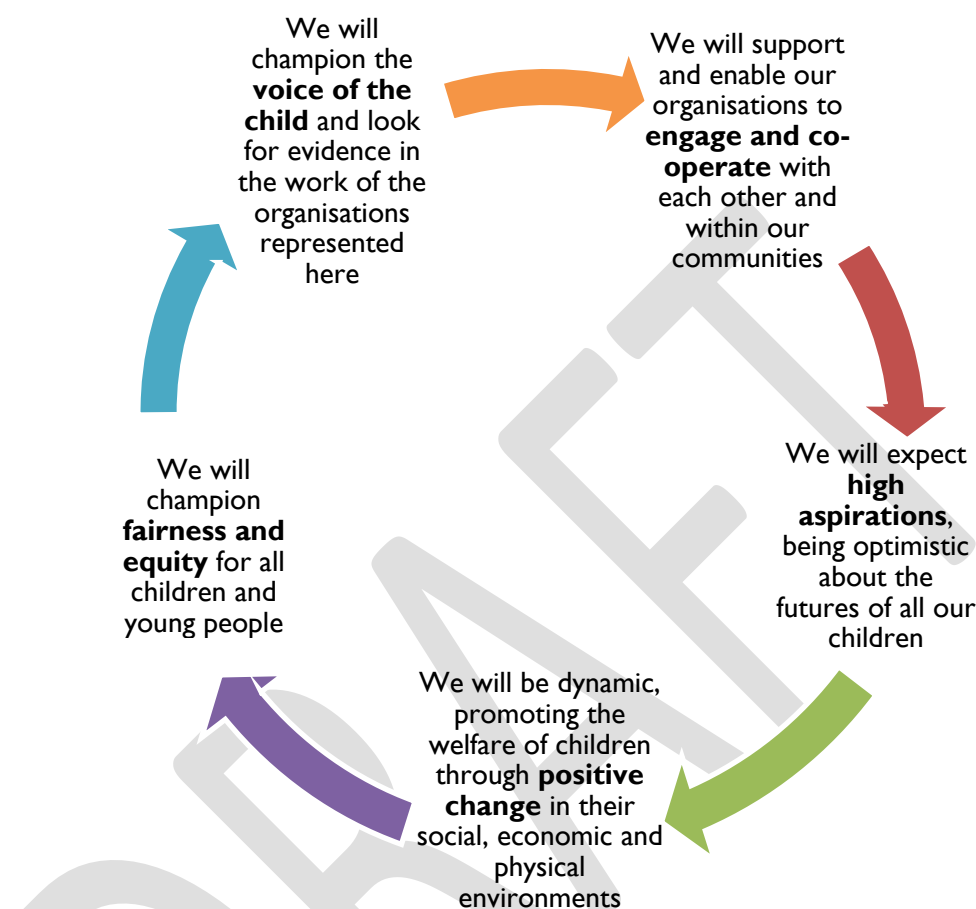 We will
champion the
voice of the
child and look
for evidence in
the work of the
organisations
represented
here
We will support
and enable our
organisations to
engage and co-
operate with
each other and
within our
communities
We will expect
high
aspirations,
being optimistic
about the
futures of all our
children
We will be dynamic,
promoting the
welfare of children
through positive
change in their
social, economic and
physical
environments
We will
champion
fairness and
equity for all
children and
young people
DRAFT